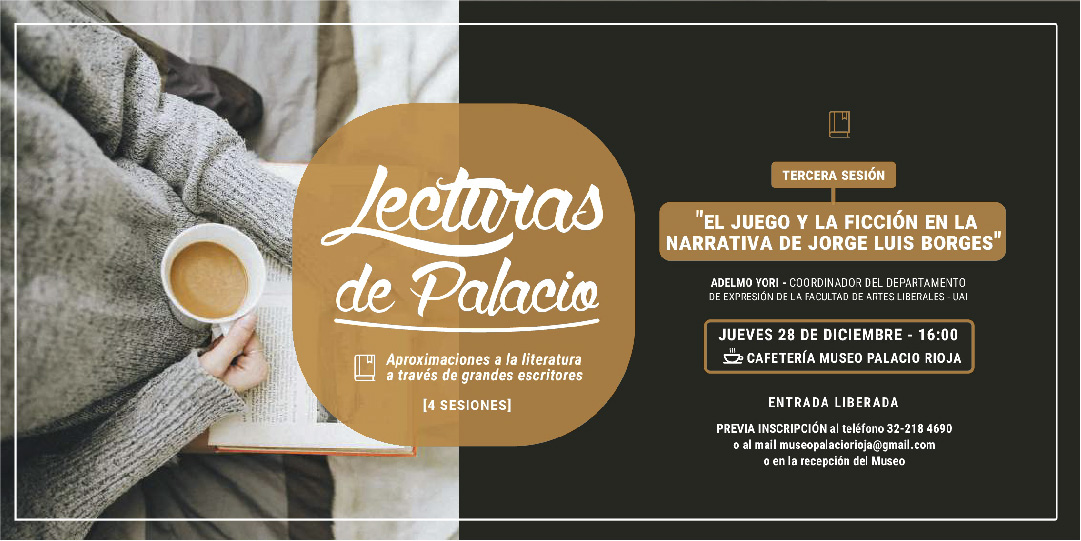 Lecturas
de Palacio
Aproximaciones a la literatura
a través de grandes escritores
[4 SESIONES]
TERCERA SESIÓN
"EL JUEGO Y LA FICCIÓN EN LA
NARRATIVA DE JORGE LUIS BORGES"
ADELMO YORI - COORDINADOR DEL DEPARTAMENTO
DE EXPRESIÓN DE LA FACULTAD DE ARTES LIBERALES - UAI
JUEVES 28 DE DICIEMBRE - 16:00
CAFETERÍA MUSEO PALACIO RIOJA
ENTRADA LIBERADA
PREVIA INSCRIPCIÓN al teléfono 32-218 4690
o al mail museopalaciorioja@gmail.com
o en la recepción del Museo